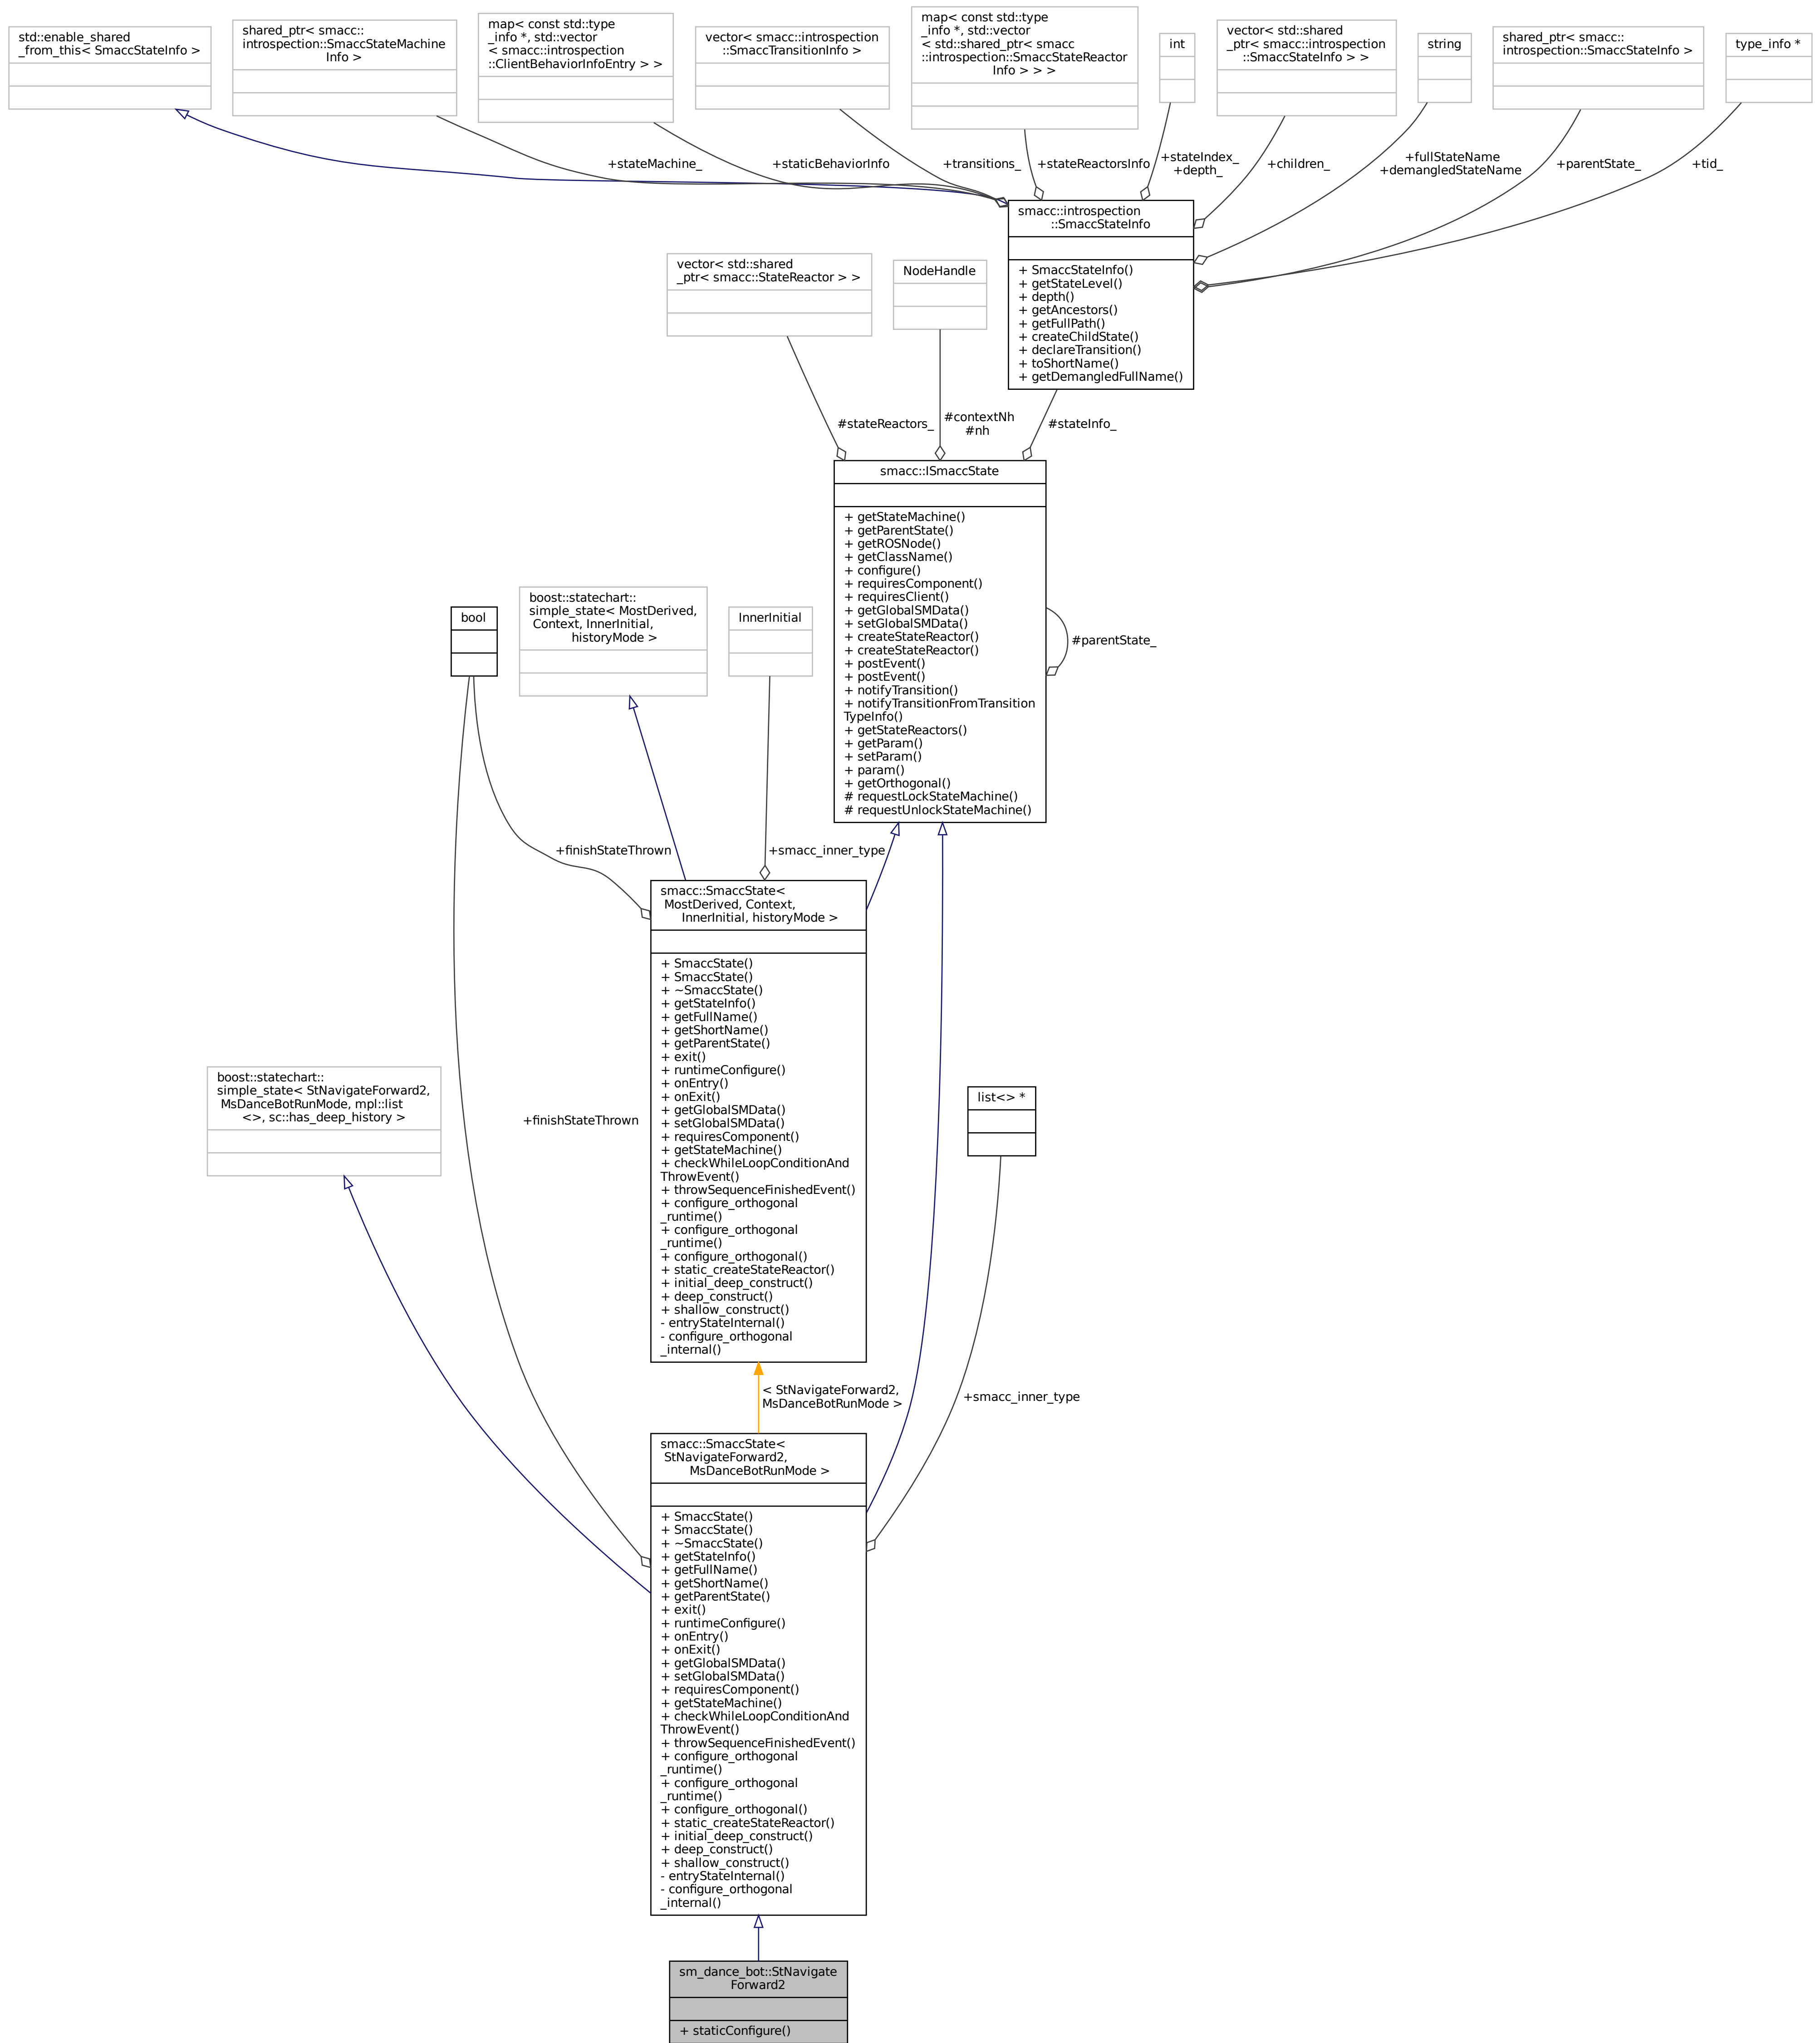 std::enable_shared
_from_this< SmaccStateInfo >
shared_ptr< smacc::
introspection::SmaccStateMachine
Info >
map< const std::type
_info *, std::vector
< smacc::introspection
::ClientBehaviorInfoEntry > >
vector< smacc::introspection
::SmaccTransitionInfo >
map< const std::type
_info *, std::vector
< std::shared_ptr< smacc
::introspection::SmaccStateReactor
Info > > >
int
vector< std::shared
_ptr< smacc::introspection
::SmaccStateInfo > >
string
shared_ptr< smacc::
introspection::SmaccStateInfo >
type_info *
+stateMachine_
+staticBehaviorInfo
+transitions_
+stateReactorsInfo
+stateIndex_
+depth_
+children_
+fullStateName
+demangledStateName
+parentState_
+tid_
smacc::introspection
::SmaccStateInfo
+ SmaccStateInfo()
+ getStateLevel()
+ depth()
+ getAncestors()
+ getFullPath()
+ createChildState()
+ declareTransition()
+ toShortName()
+ getDemangledFullName()
vector< std::shared
_ptr< smacc::StateReactor > >
NodeHandle
#stateReactors_
#contextNh
#nh
#stateInfo_
smacc::ISmaccState
+ getStateMachine()
+ getParentState()
+ getROSNode()
+ getClassName()
+ configure()
+ requiresComponent()
+ requiresClient()
+ getGlobalSMData()
+ setGlobalSMData()
+ createStateReactor()
+ createStateReactor()
+ postEvent()
+ postEvent()
+ notifyTransition()
+ notifyTransitionFromTransition
TypeInfo()
+ getStateReactors()
+ getParam()
+ setParam()
+ param()
+ getOrthogonal()
# requestLockStateMachine()
# requestUnlockStateMachine()
#parentState_
bool
boost::statechart::
simple_state< MostDerived,
Context, InnerInitial,
historyMode >
InnerInitial
+finishStateThrown
+smacc_inner_type
smacc::SmaccState<
MostDerived, Context,
InnerInitial, historyMode >
+ SmaccState()
+ SmaccState()
+ ~SmaccState()
+ getStateInfo()
+ getFullName()
+ getShortName()
+ getParentState()
+ exit()
+ runtimeConfigure()
+ onEntry()
+ onExit()
+ getGlobalSMData()
+ setGlobalSMData()
+ requiresComponent()
+ getStateMachine()
+ checkWhileLoopConditionAnd
ThrowEvent()
+ throwSequenceFinishedEvent()
+ configure_orthogonal
_runtime()
+ configure_orthogonal
_runtime()
+ configure_orthogonal()
+ static_createStateReactor()
+ initial_deep_construct()
+ deep_construct()
+ shallow_construct()
- entryStateInternal()
- configure_orthogonal
_internal()
boost::statechart::
simple_state< StNavigateForward2,
MsDanceBotRunMode, mpl::list
<>, sc::has_deep_history >
+finishStateThrown
list<> *
< StNavigateForward2,
MsDanceBotRunMode >
+smacc_inner_type
smacc::SmaccState<
StNavigateForward2,
MsDanceBotRunMode >
+ SmaccState()
+ SmaccState()
+ ~SmaccState()
+ getStateInfo()
+ getFullName()
+ getShortName()
+ getParentState()
+ exit()
+ runtimeConfigure()
+ onEntry()
+ onExit()
+ getGlobalSMData()
+ setGlobalSMData()
+ requiresComponent()
+ getStateMachine()
+ checkWhileLoopConditionAnd
ThrowEvent()
+ throwSequenceFinishedEvent()
+ configure_orthogonal
_runtime()
+ configure_orthogonal
_runtime()
+ configure_orthogonal()
+ static_createStateReactor()
+ initial_deep_construct()
+ deep_construct()
+ shallow_construct()
- entryStateInternal()
- configure_orthogonal
_internal()
sm_dance_bot::StNavigate
Forward2
+ staticConfigure()